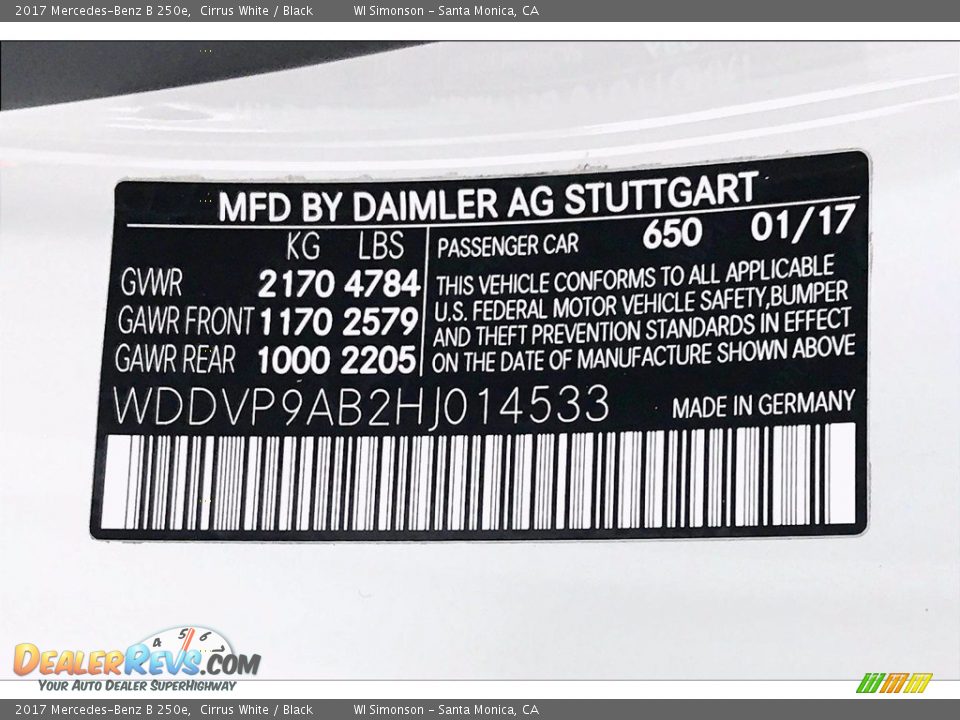 2017 Mercedes-Benz B 250e, Cirrus White / Black WI Simonson - Santa Monica, CA
MFD BY DAIMLER AG STUTTGART
KG LBS
GVWR 2170 4784
GAWR FRONT 1170 2579
GAWR REAR 1000 2205
PASSENGER CAR 650 01/17
THIS VEHICLE CONFORMS TO ALL APPLICABLE
U.S. FEDERAL MOTOR VEHICLE SAFETY,BUMPER
AND THEFT PREVENTION STANDARDS IN EFFECT
ON THE DATE OF MANUFACTURE SHOWN ABOVE
WDDVP9AB2HJ014533 MADE IN GERMANY
4 5 6
DEALERREVS.COM
YOUR AUTO DEALER SUPERHIGHWAY
2017 Mercedes-Benz B 250e, Cirrus White / Black WI Simonson - Santa Monica, CA